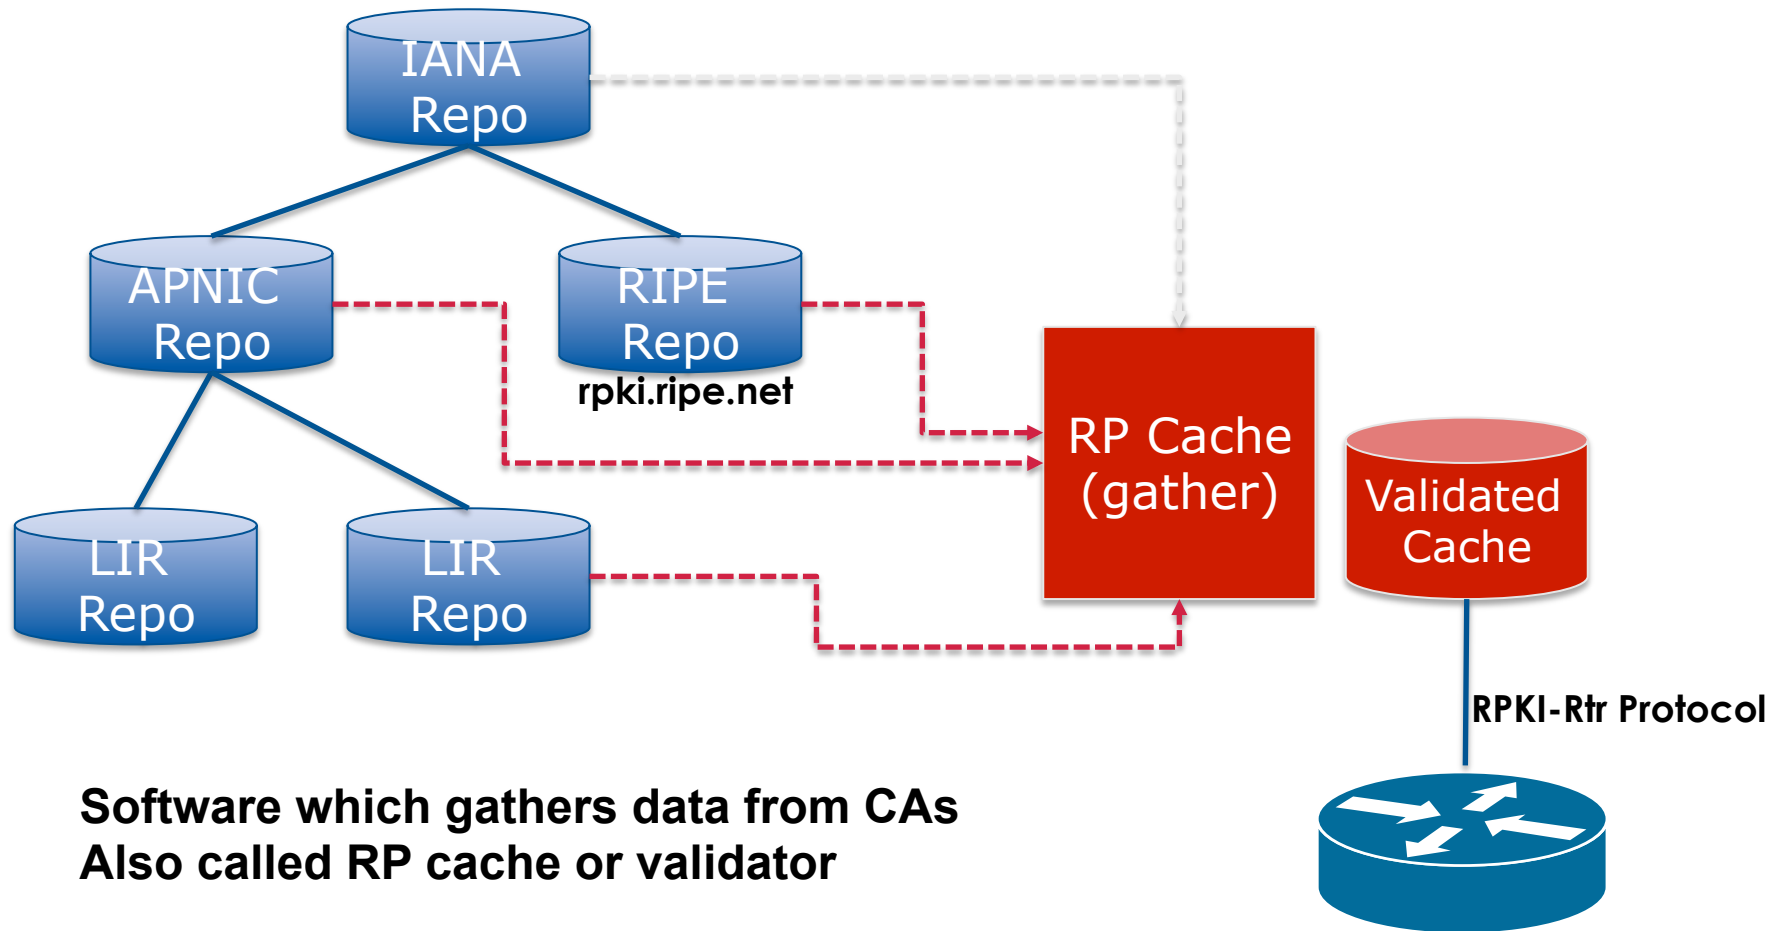 IANA
Repo
APNIC
Repo
RIPE
Repo
rpki.ripe.net
LIR
Repo
LIR
Repo
RP Cache
(gather)
Validated
Cache
RPKI-Rtr Protocol
Software which gathers data from CAs
Also called RP cache or validator